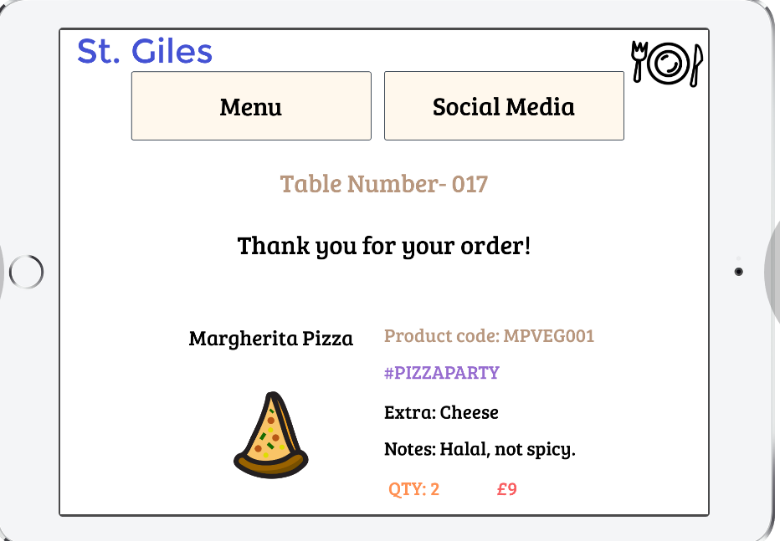 St. Giles
Menu
Social Media
Table Number- 017
Thank you for your order!
Margherita Pizza
Product code: MPVEG001
#PIZZAPARTY
Extra: Cheese
Notes: Halal, not spicy.
QTY: 2
£9